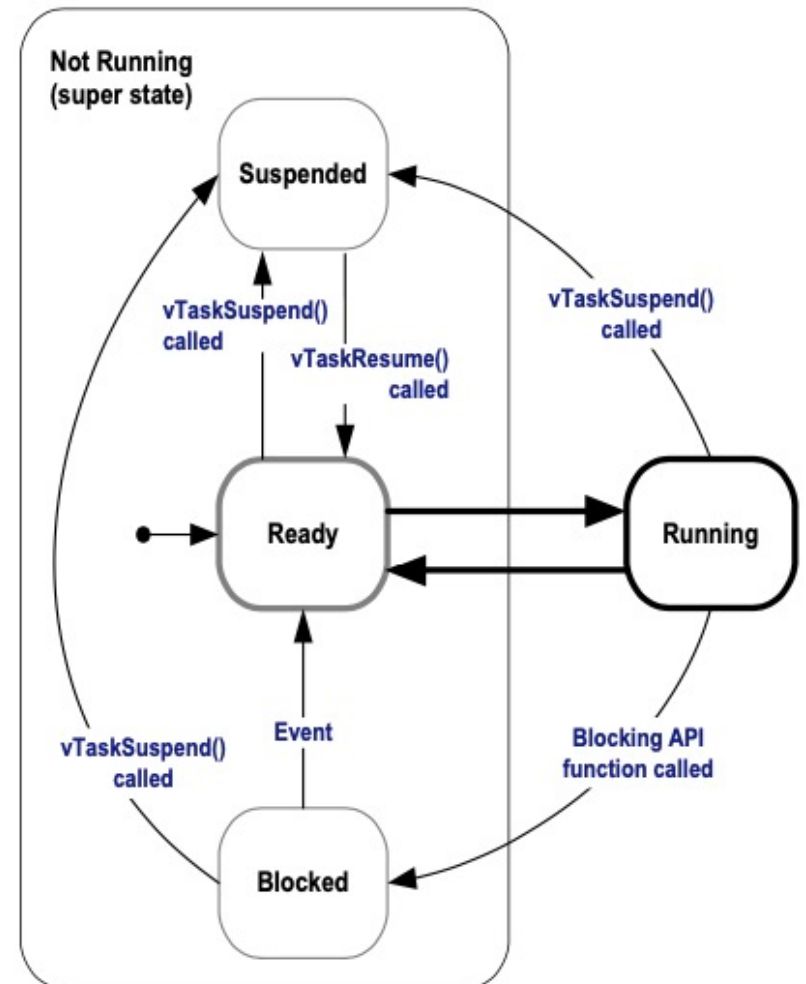 Not Running
(super state)
Suspended
vTaskSuspend()
called
vTaskResume()
called
vTaskSuspend()
called
Ready
Running
Event
vTaskSuspend()
called
Blocking API
function called
Blocked